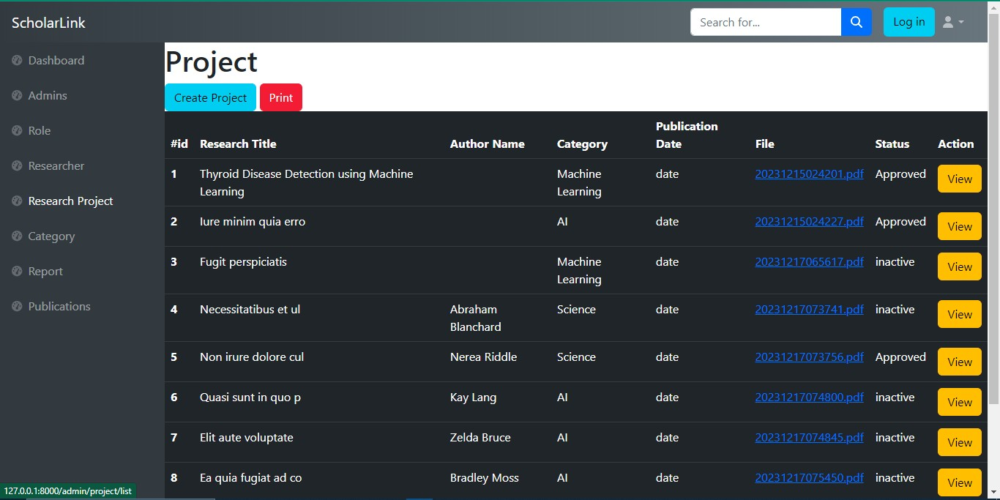 ScholarLink
Search for...
Log in
Dashboard
Admins
Role
Researcher
Research Project
Category
Report
Publications
Project
Create Project
Print
#id Research Title Author Name Category Publication Date File Status Action
1 Thyroid Disease Detection using Machine Learning Machine Learning date 20231215024201.pdf Approved View
2 Iure minim quia erro AI date 20231215024227.pdf Approved View
3 Fugit perspiciatis Machine Learning date 20231217065617.pdf inactive View
4 Necessitatibus et ul Abraham Blanchard Science date 20231217073741.pdf inactive View
5 Non irure dolore cul Nerea Riddle Science date 20231217073756.pdf Approved View
6 Quasi sunt in quo p Kay Lang AI date 20231217074800.pdf inactive View
7 Elit aute voluptate Zelda Bruce AI date 20231217074845.pdf inactive View
8 Ea quia fugiat ad co Bradley Moss AI date 20231217075450.pdf inactive View
127.0.0.1:8000/admin/project/list